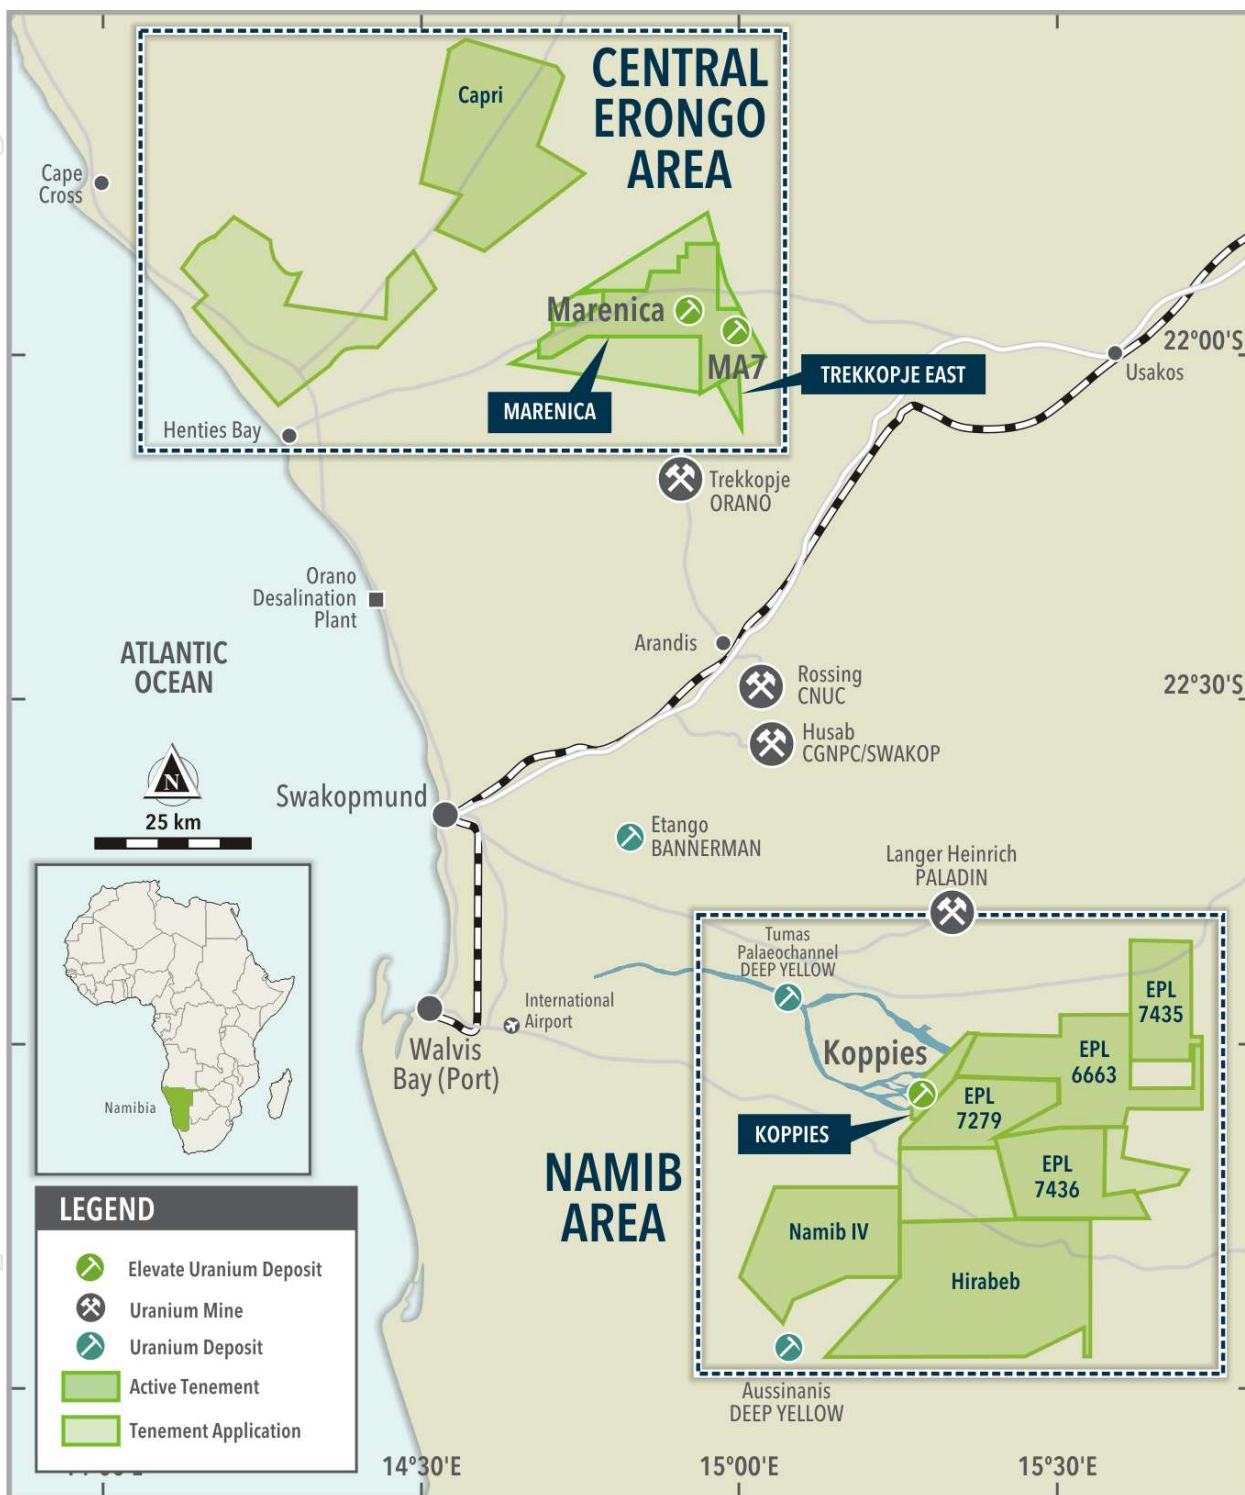 CENTRAL
ERONGO
AREA
Capri
Cape
Cross
Marenica
MA7
22°00'S
TREKKOPJE EAST
Usakos
MARENICA
Henties Bay
Trekkopje
ORANO
Orano
Desalination
Plant
ATLANTIC
OCEAN
Arandis
Rossing
CNUC
22°30'S
Husab
CGNPC/SWAKOP
N
25 km
Swakopmund
Etango
BANNERMAN
Langer Heinrich
PALADIN
Tumas
Palaeochannel
DEEP YELLOW
International
Airport
Walvis
Bay (Port)
Koppies
EPL
7435
EPL
6663
EPL
7279
KOPPIES
EPL
7436
Namibia
NAMIB
AREA
Namib IV
Hirabeb
Aussinanis
DEEP YELLOW
LEGEND
Elevate Uranium Deposit
Uranium Mine
Uranium Deposit
Active Tenement
Tenement Application
14°30'E
15°00'E
15°30'E